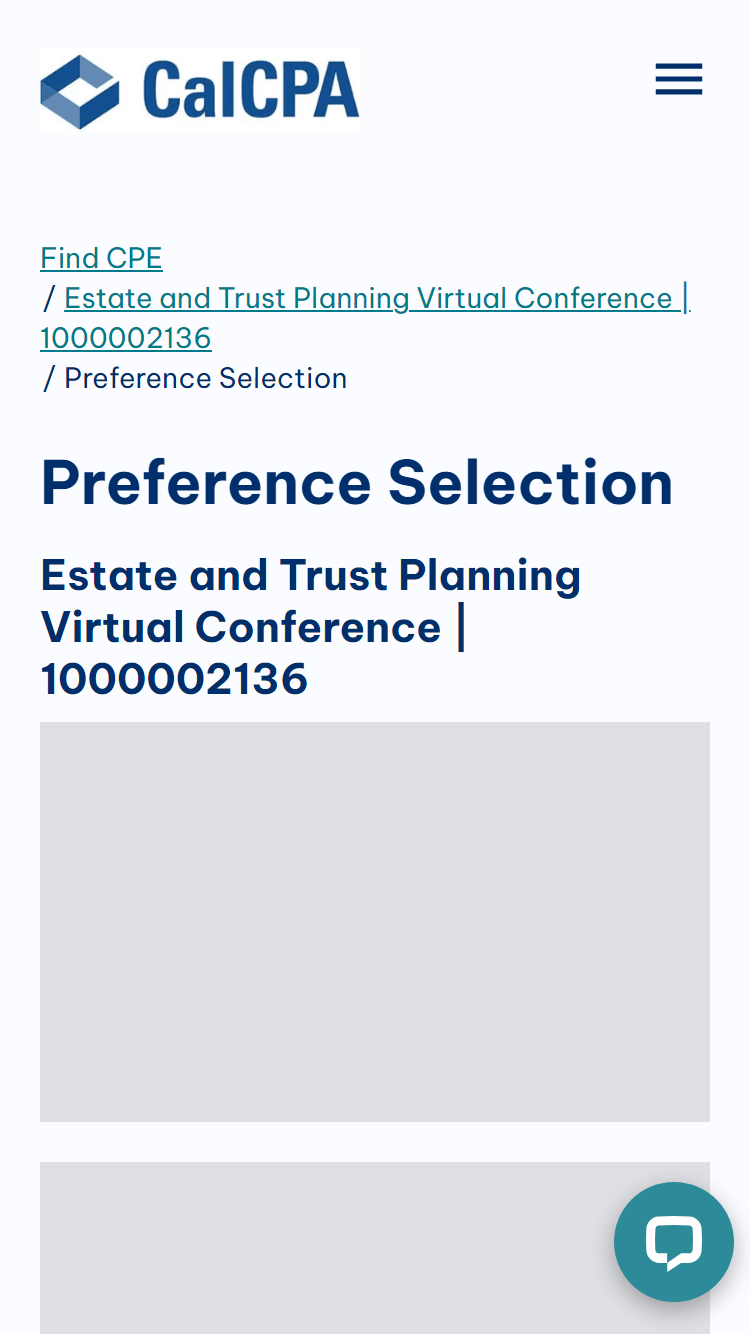 CalCPA
Find CPE
/ Estate and Trust Planning Virtual Conference |
1000002136
/ Preference Selection
Preference Selection
Estate and Trust Planning
Virtual Conference |
1000002136